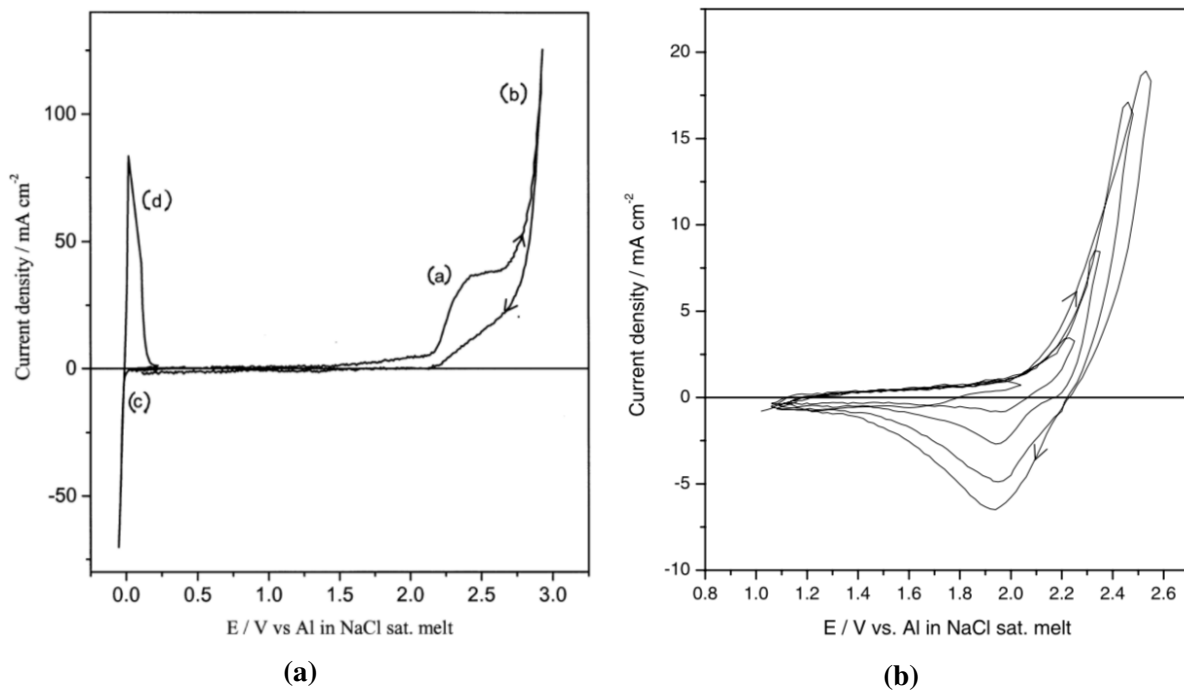 Current density / mA cm-2
100
50
0
-50
(d)
(c)
(a)
(b)
0.0 0.5 1.0 1.5 2.0 2.5 3.0
E / V vs Al in NaCl sat. melt
(a)
Current density / mA cm-2
20
15
10
5
0
-5
-10
0.8 1.0 1.2 1.4 1.6 1.8 2.0 2.2 2.4 2.6
E / V vs. Al in NaCl sat. melt
(b)